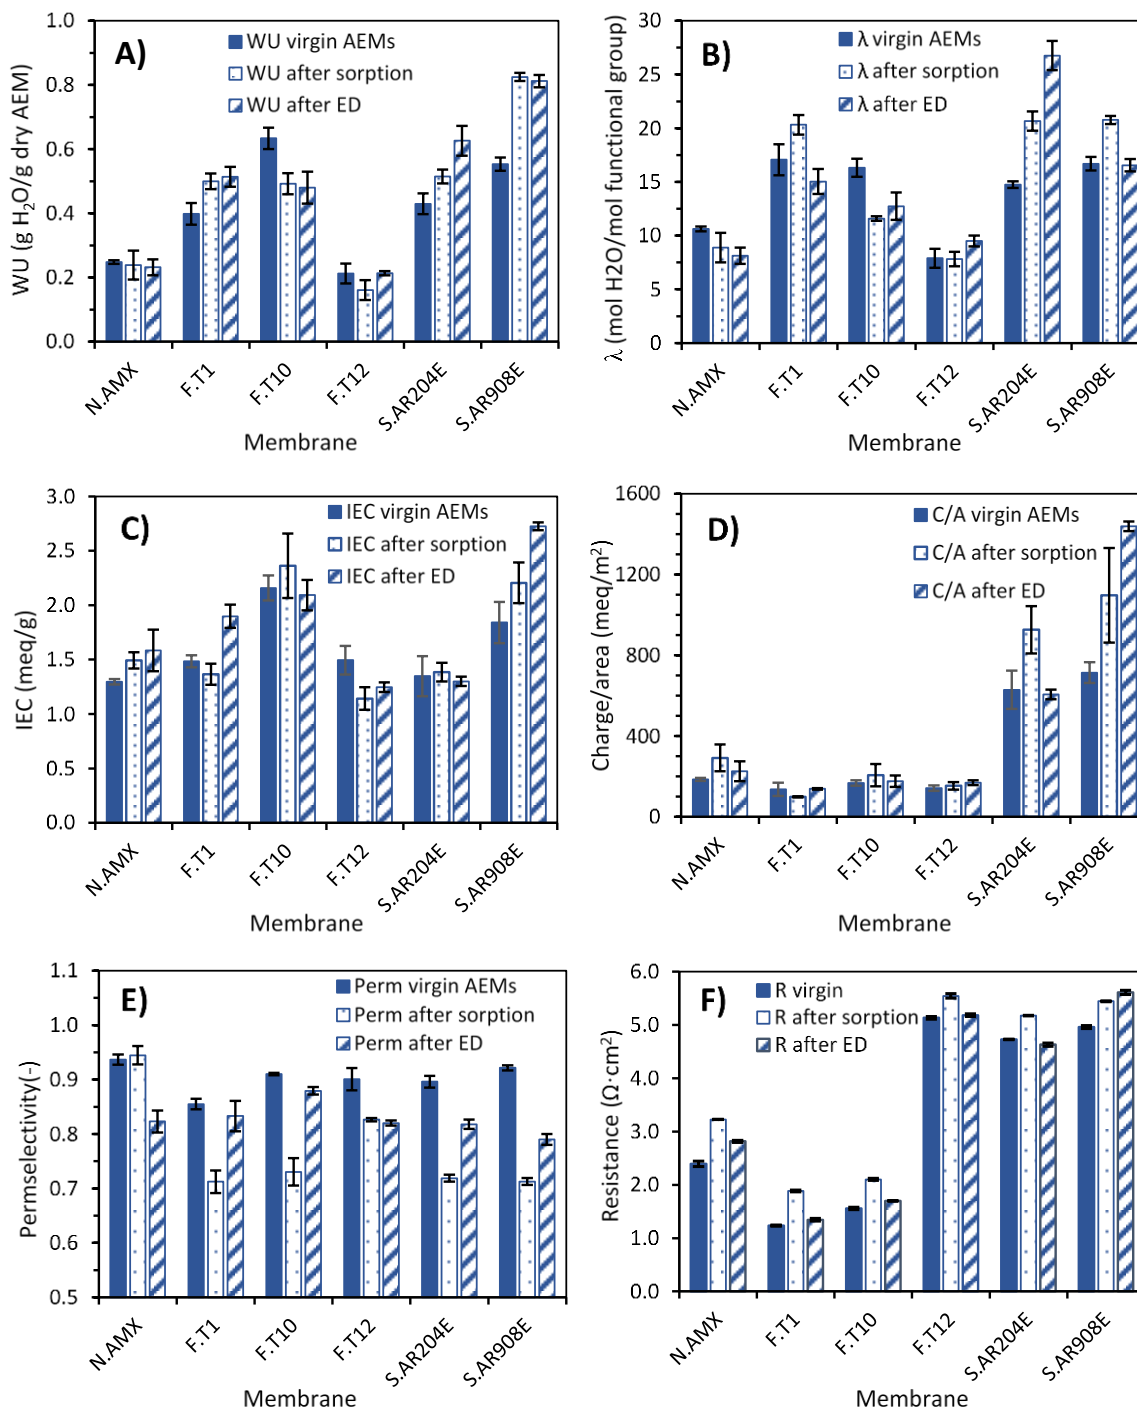 A)
WU virgin AEMs
WU after sorption
WU after ED
WU (g H₂O/g dry AEM)
1.0
0.8
0.6
0.4
0.2
0.0
N.AMX
F.T1
F.T10
F.T12
S.AR204E
S.AR908E
Membrane
B)
λ virgin AEMs
λ after sorption
λ after ED
λ (mol H2O/mol functional group)
30
25
20
15
10
5
0
N.AMX
F.T1
F.T10
F.T12
S.AR204E
S.AR908E
Membrane
C)
IEC virgin AEMs
IEC after sorption
IEC after ED
IEC (meq/g)
3.0
2.5
2.0
1.5
1.0
0.5
0.0
N.AMX
F.T1
F.T10
F.T12
S.AR204E
S.AR908E
Membrane
D)
C/A virgin AEMs
C/A after sorption
C/A after ED
Charge/area (meq/m²)
1600
1200
800
400
0
N.AMX
F.T1
F.T10
F.T12
S.AR204E
S.AR908E
Membrane
E)
Perm virgin AEMs
Perm after sorption
Perm after ED
Permselectivity(-)
1.1
1.0
0.9
0.8
0.7
0.6
0.5
N.AMX
F.T1
F.T10
F.T12
S.AR204E
S.AR908E
Membrane
F)
R virgin
R after sorption
R after ED
Resistance (Ω·cm²)
6.0
5.0
4.0
3.0
2.0
1.0
0.0
N.AMX
F.T1
F.T10
F.T12
S.AR204E
S.AR908E
Membrane